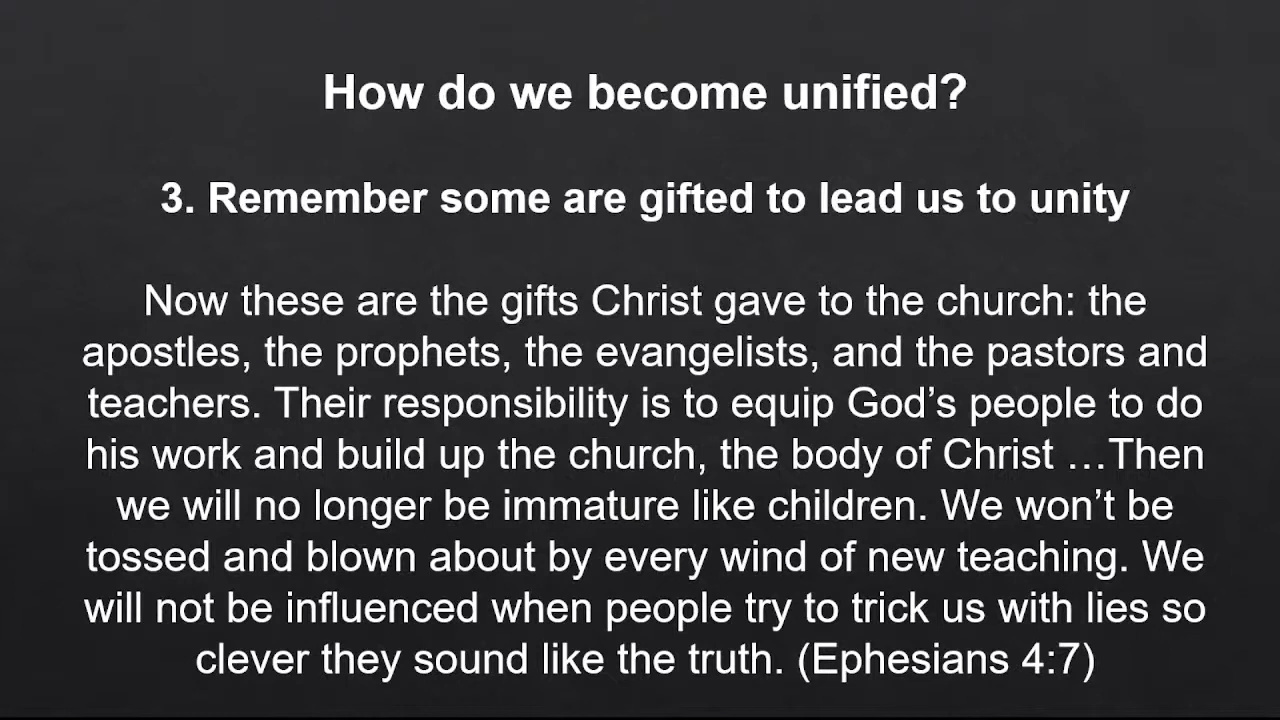 How do we become unified?
3. Remember some are gifted to lead us to unity
Now these are the gifts Christ gave to the church: the
apostles, the prophets, the evangelists, and the pastors and
teachers. Their responsibility is to equip God’s people to do
his work and build up the church, the body of Christ …Then
we will no longer be immature like children. We won’t be
tossed and blown about by every wind of new teaching. We
will not be influenced when people try to trick us with lies so
clever they sound like the truth. (Ephesians 4:7)